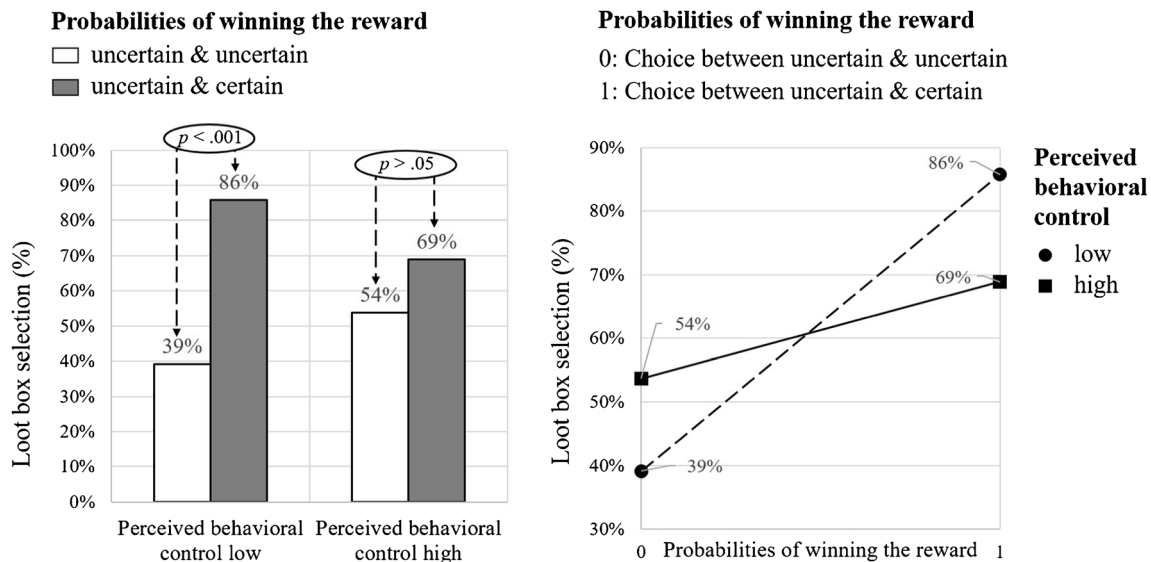 Probabilities of winning the reward
uncertain & uncertain
uncertain & certain
p < .001
p > .05
100%
90%
80%
70%
60%
50%
40%
30%
20%
10%
0%
Loot box selection (%)
39%
86%
54%
69%
Perceived behavioral
control low
Perceived behavioral
control high
Probabilities of winning the reward
0: Choice between uncertain & uncertain
1: Choice between uncertain & certain
90%
80%
70%
60%
50%
40%
30%
Loot box selection (%)
86%
69%
54%
39%
0 Probabilities of winning the reward 1
Perceived
behavioral
control
low
high